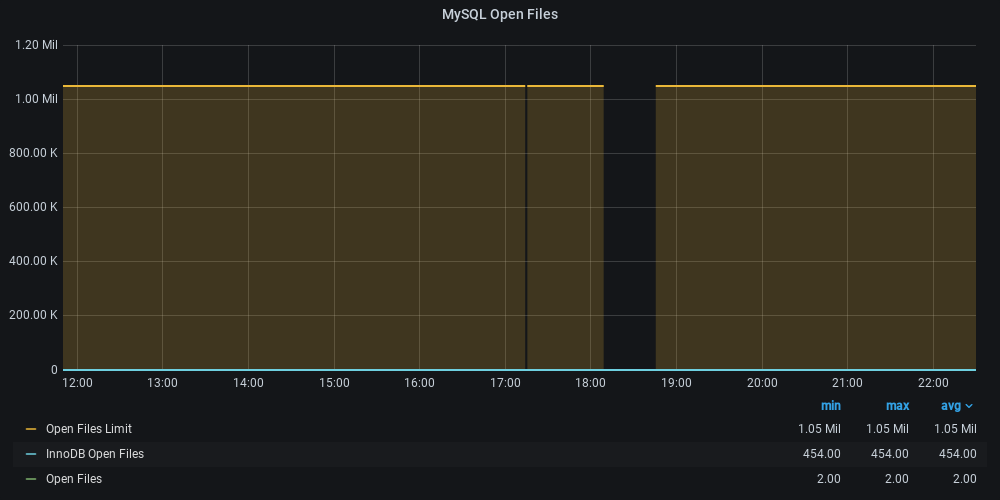 MySQL Open Files
1.20 Mil
1.00 Mil
800.00 K
600.00 K
400.00 K
200.00 K
0
12:00 13:00 14:00 15:00 16:00 17:00 18:00 19:00 20:00 21:00 22:00
min max avg
Open Files Limit 1.05 Mil 1.05 Mil 1.05 Mil
InnoDB Open Files 454.00 454.00 454.00
Open Files 2.00 2.00 2.00